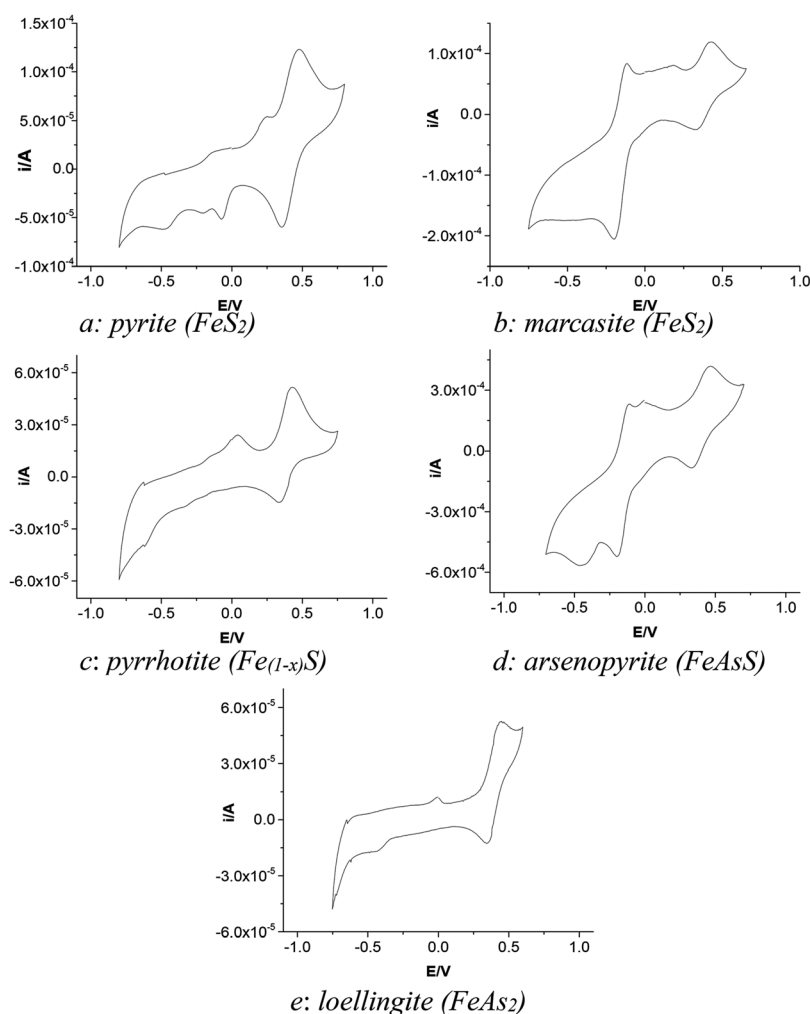 1.5x10⁻⁴
1.0x10⁻⁴
5.0x10⁻⁵
0.0
-5.0x10⁻⁵
-1.0x10⁻⁴
i/A
-1.0 -0.5 0.0 0.5 1.0
E/V
a: pyrite (FeS₂)
1.0x10⁻⁴
0.0
-1.0x10⁻⁴
-2.0x10⁻⁴
i/A
-1.0 -0.5 0.0 0.5 1.0
E/V
b: marcasite (FeS₂)
6.0x10⁻⁵
3.0x10⁻⁵
0.0
-3.0x10⁻⁵
-6.0x10⁻⁵
i/A
-1.0 -0.5 0.0 0.5 1.0
E/V
c: pyrrhotite (Fe₍₁₋ₓ₎S)
3.0x10⁻⁴
0.0
-3.0x10⁻⁴
-6.0x10⁻⁴
i/A
-1.0 -0.5 0.0 0.5 1.0
E/V
d: arsenopyrite (FeAsS)
6.0x10⁻⁵
3.0x10⁻⁵
0.0
-3.0x10⁻⁵
-6.0x10⁻⁵
i/A
-1.0 -0.5 0.0 0.5 1.0
E/V
e: loellingite (FeAs₂)